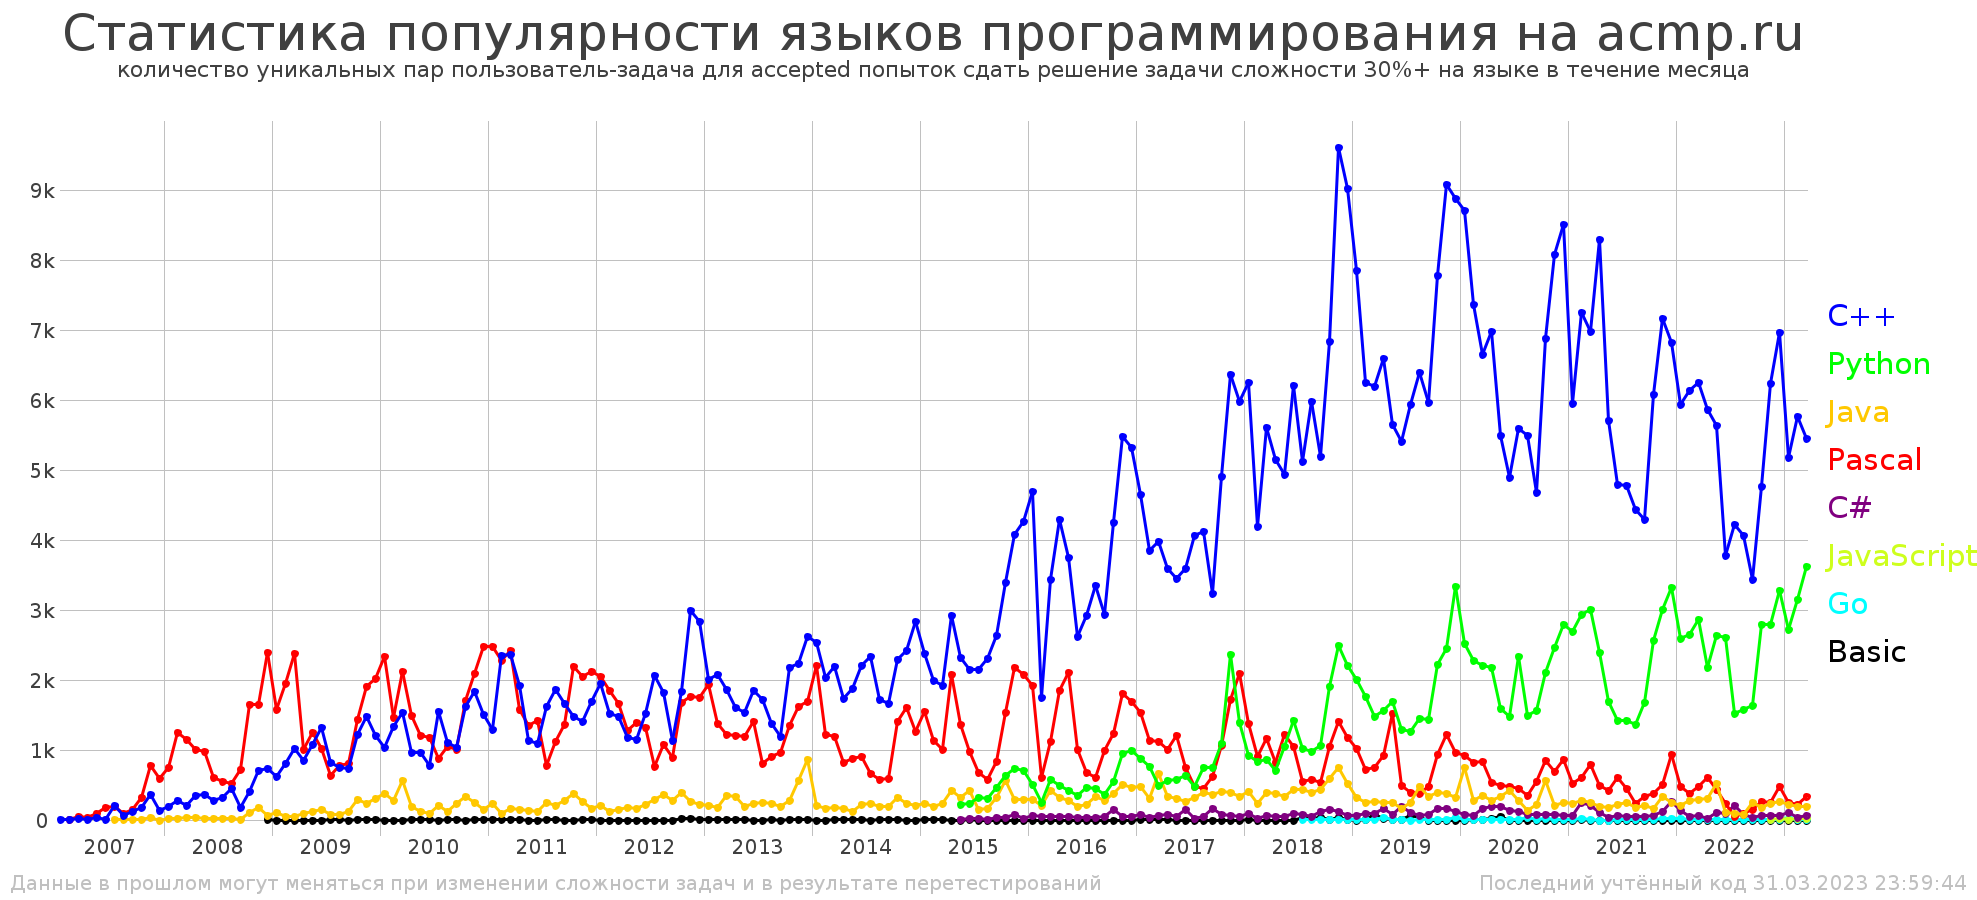 Статистика популярности языков программирования на acmp.ru
количество уникальных пар пользователь-задача для accepted попыток сдать решение задачи сложности 30%+ на языке в течение месяца
9k
8k
7k
6k
5k
4k
3k
2k
1k
0
2007 2008 2009 2010 2011 2012 2013 2014 2015 2016 2017 2018 2019 2020 2021 2022
C++
Python
Java
Pascal
C#
JavaScript
Go
Basic
Данные в прошлом могут меняться при изменении сложности задач и в результате перетестирований
Последний учтённый код 31.03.2023 23:59:44